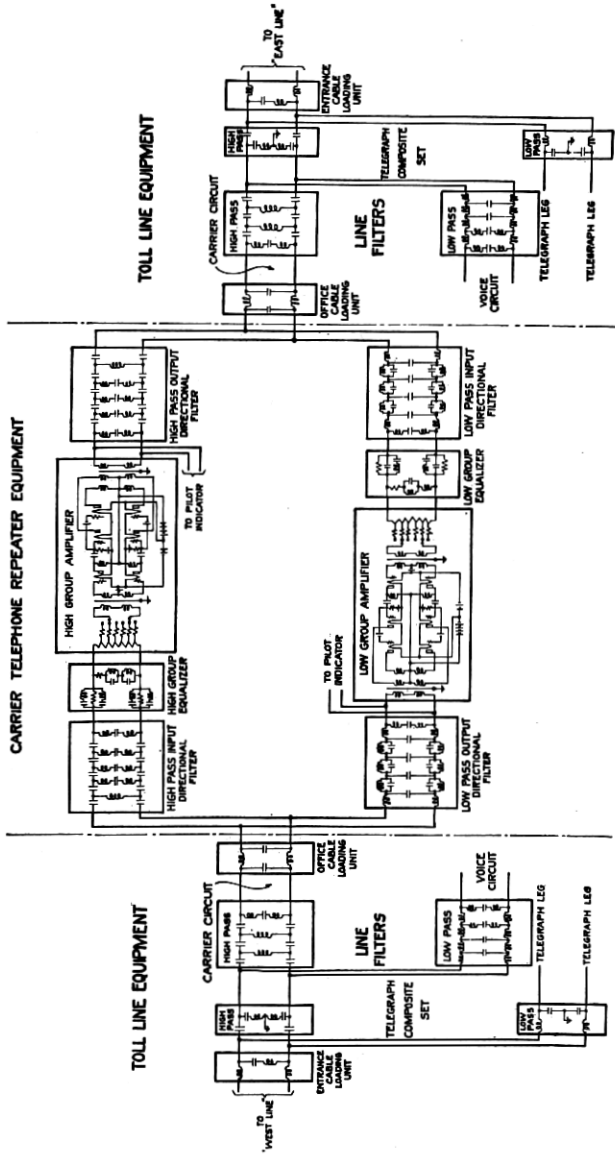 CARRIER TELEPHONE REPEATER EQUIPMENT
TOLL LINE EQUIPMENT
TO
"WEST LINE"
ENTRANCE
CABLE
LOADING
UNIT
HIGH
PASS
TELEGRAPH
COMPOSITE
SET
LOW
PASS
TELEGRAPH LEG
TELEGRAPH LEG
CARRIER CIRCUIT
HIGH PASS
LINE
FILTERS
LOW PASS
VOICE
CIRCUIT
OFFICE
CABLE
LOADING
UNIT
HIGH PASS INPUT
DIRECTIONAL
FILTER
HIGH GROUP
EQUALIZER
HIGH GROUP AMPLIFIER
TO PILOT
INDICATOR
HIGH PASS OUTPUT
DIRECTIONAL
FILTER
LOW PASS OUTPUT
DIRECTIONAL
FILTER
TO PILOT
INDICATOR
LOW GROUP AMPLIFIER
LOW GROUP
EQUALIZER
LOW PASS INPUT
DIRECTIONAL
FILTER
TOLL LINE EQUIPMENT
OFFICE
CABLE
LOADING
UNIT
CARRIER CIRCUIT
HIGH PASS
LINE
FILTERS
LOW PASS
VOICE
CIRCUIT
HIGH
PASS
TELEGRAPH
COMPOSITE
SET
LOW
PASS
TELEGRAPH LEG
TELEGRAPH LEG
ENTRANCE
CABLE
LOADING
UNIT
TO
"EAST LINE"